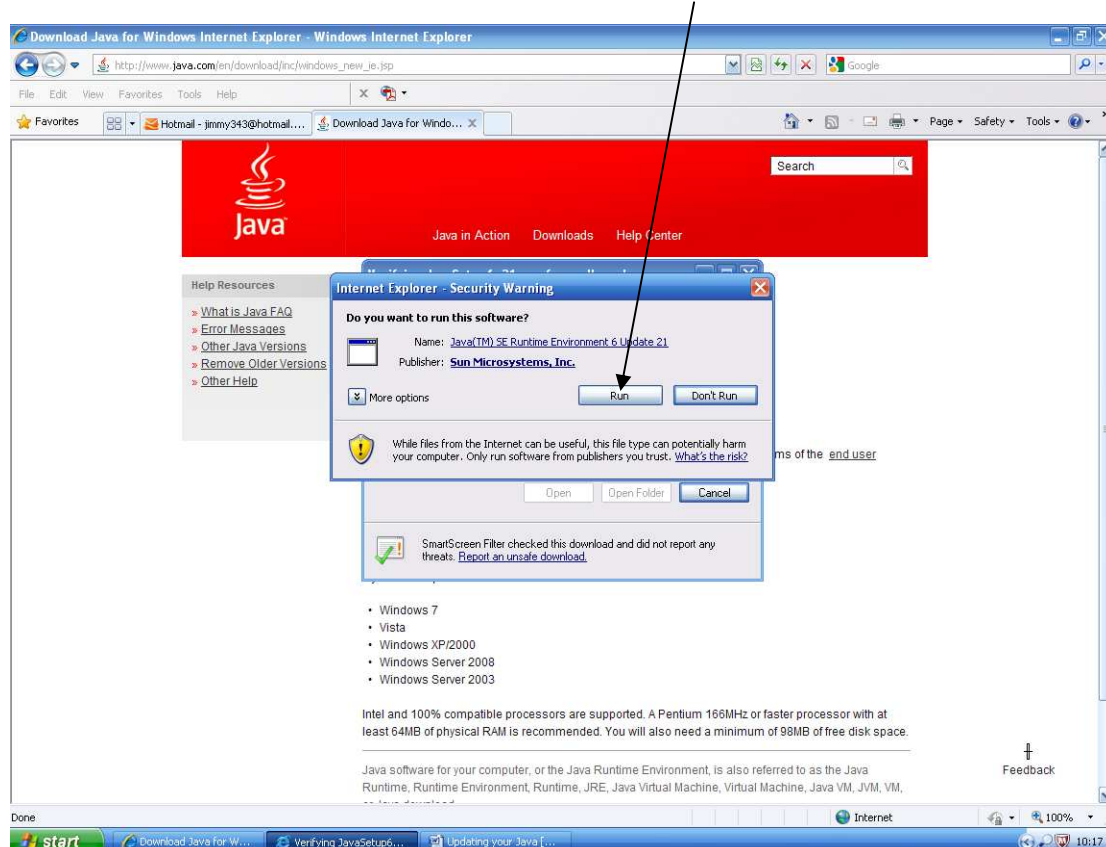 Download Java for Windows Internet Explorer - Windows Internet Explorer
http://www.java.com/en/download/inc/windows_new_ie.jsp
Google
File Edit View Favorites Tools Help
Favorites
Hotmail - jimmy343@hotmail....
Download Java for Windo...
Page Safety Tools
Java
Search
Java in Action Downloads Help Center
Help Resources
» What is Java FAQ
» Error Messages
» Other Java Versions
» Remove Older Versions
» Other Help
Internet Explorer - Security Warning
Do you want to run this software?
Name: Java(TM) SE Runtime Environment 6 Update 21
Publisher: Sun Microsystems, Inc.
More options
Run
Don't Run
While files from the Internet can be useful, this file type can potentially harm
your computer. Only run software from publishers you trust. What's the risk?
ms of the end user
Open
Open Folder
Cancel
SmartScreen Filter checked this download and did not report any
threats. Report an unsafe download.
• Windows 7
• Vista
• Windows XP/2000
• Windows Server 2008
• Windows Server 2003
Intel and 100% compatible processors are supported. A Pentium 166MHz or faster processor with at
least 64MB of physical RAM is recommended. You will also need a minimum of 98MB of free disk space.
Feedback
Java software for your computer, or the Java Runtime Environment, is also referred to as the Java
Runtime, Runtime Environment, Runtime, JRE, Java Virtual Machine, Virtual Machine, Java VM, JVM, VM,
Done
Internet
100%
start
Download Java for W...
Verifying JavaSetup6...
Updating your Java [...
10:17